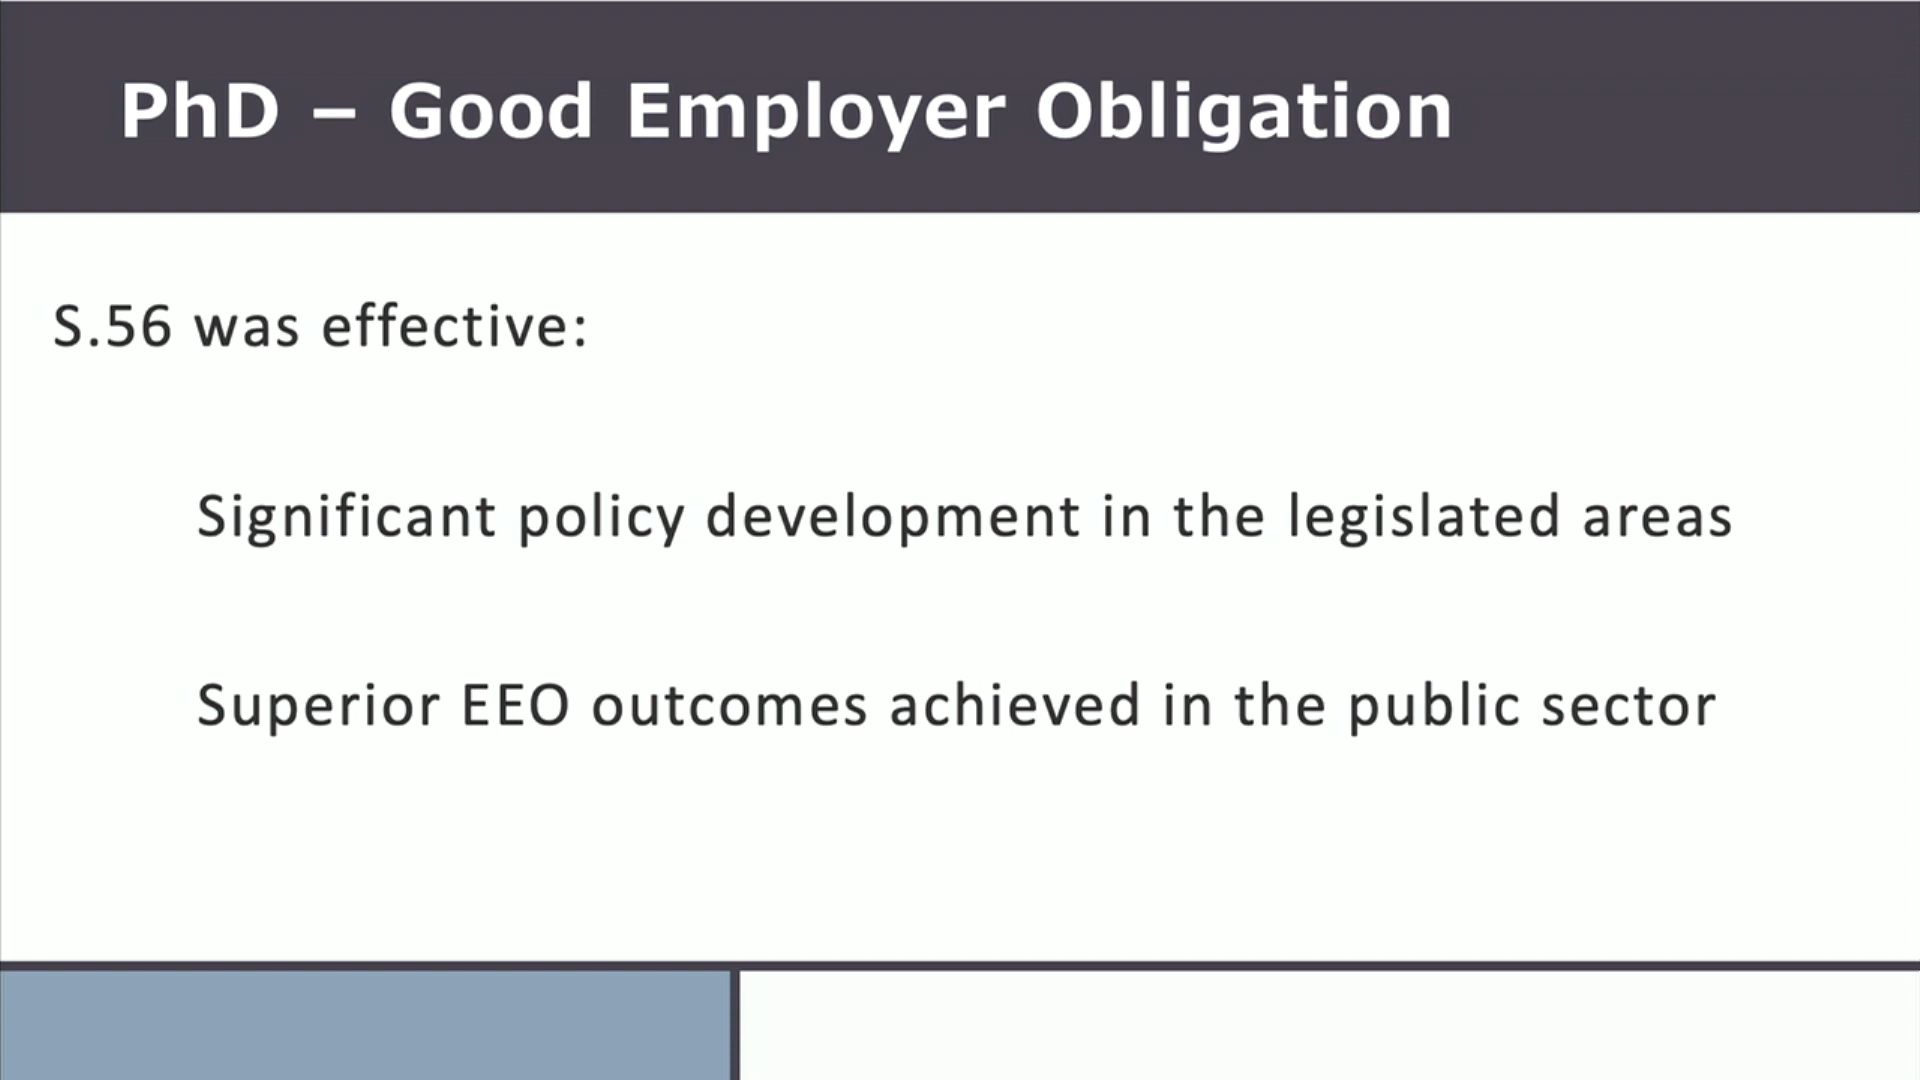 PhD – Good Employer Obligation
S.56 was effective:
Significant policy development in the legislated areas
Superior EEO outcomes achieved in the public sector